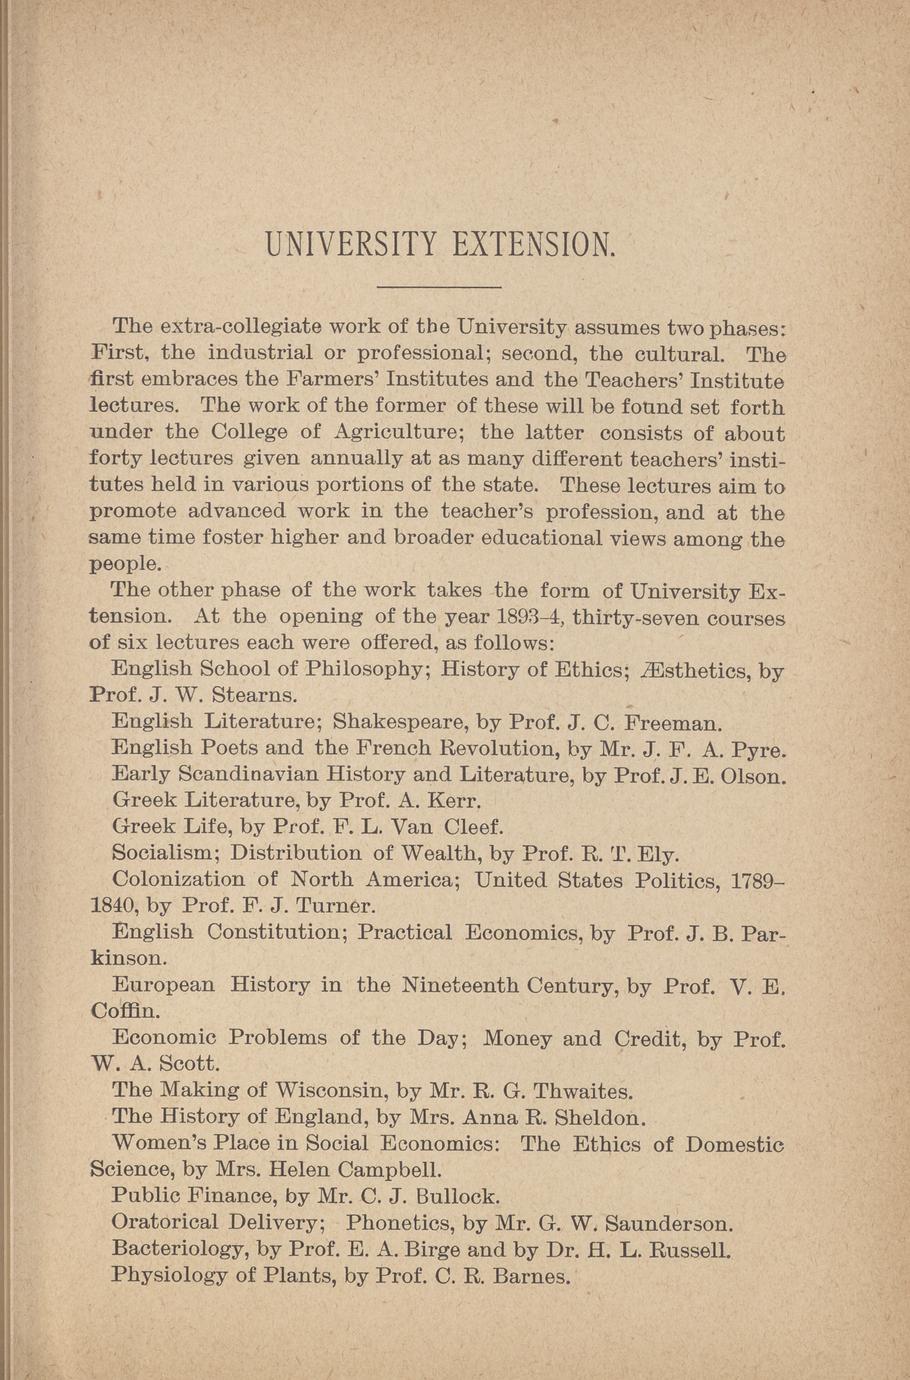 UNIVERSITY EXTENSION.
The extra-collegiate work of the University assumes two phases:
First, the industrial or professional; second, the cultural. The
first embraces the Farmers' Institutes and the Teachers' Institute
lectures. The work of the former of these will be found set forth
under the College of Agriculture; the latter consists of about
forty lectures given annually at as many different teachers' insti-
tutes held in various portions of the state. These lectures aim to
promote advanced work in the teacher's profession, and at the
same time foster higher and broader educational views among the
people.
The other phase of the work takes the form of University Ex-
tension. At the opening of the year 1893–4, thirty-seven courses
of six lectures each were offered, as follows:
English School of Philosophy; History of Ethics; Æsthetics, by
Prof. J. W. Stearns.
English Literature; Shakespeare, by Prof. J. C. Freeman.
English Poets and the French Revolution, by Mr. J. F. A. Pyre.
Early Scandinavian History and Literature, by Prof. J. E. Olson.
Greek Literature, by Prof. A. Kerr.
Greek Life, by Prof. F. L. Van Cleef.
Socialism; Distribution of Wealth, by Prof. R. T. Ely.
Colonization of North America; United States Politics, 1789–
1840, by Prof. F. J. Turner.
English Constitution; Practical Economics, by Prof. J. B. Par-
kinson.
European History in the Nineteenth Century, by Prof. V. E.
Coffin.
Economic Problems of the Day; Money and Credit, by Prof.
W. A. Scott.
The Making of Wisconsin, by Mr. R. G. Thwaites.
The History of England, by Mrs. Anna R. Sheldon.
Women's Place in Social Economics: The Ethics of Domestic
Science, by Mrs. Helen Campbell.
Public Finance, by Mr. C. J. Bullock.
Oratorical Delivery; Phonetics, by Mr. G. W. Saunderson.
Bacteriology, by Prof. E. A. Birge and by Dr. H. L. Russell.
Physiology of Plants, by Prof. C. R. Barnes.